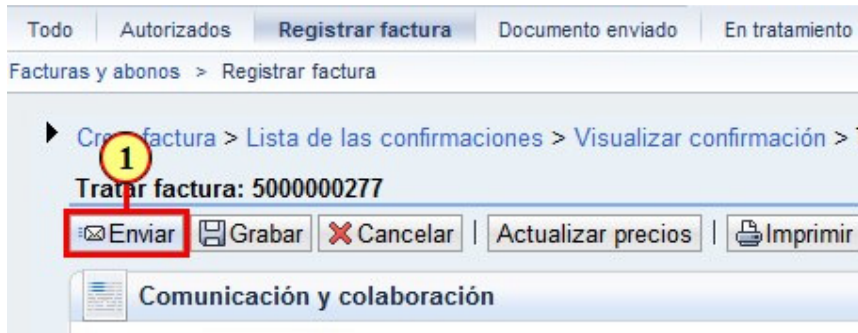 Todo Autorizados Registrar factura Documento enviado En tratamiento
Facturas y abonos > Registrar factura
factura > Lista de las confirmaciones > Visualizar confirmación >
1
Tratar factura: 5000000277
Enviar Grabar Cancelar | Actualizar precios | Imprimir
Comunicación y colaboración